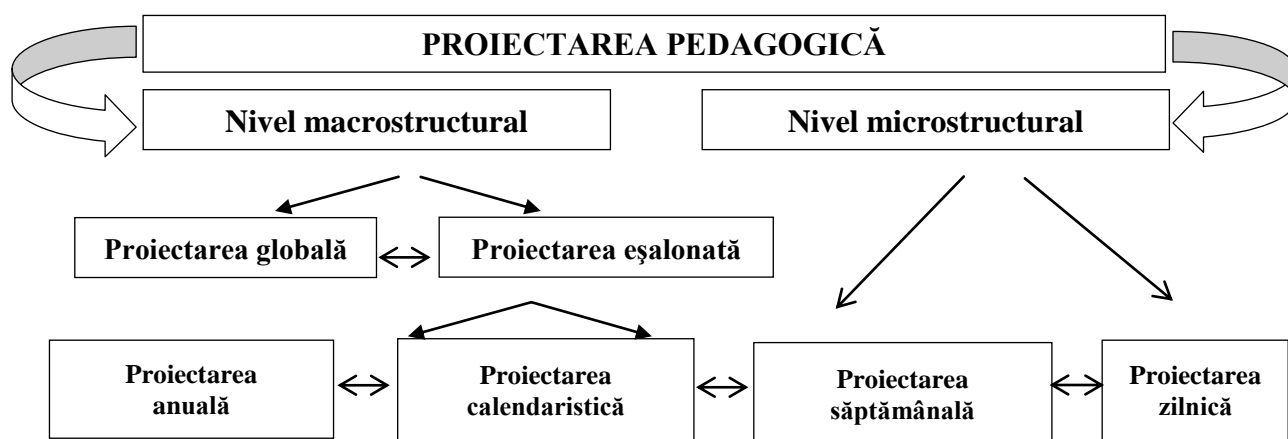 PROIECTAREA PEDAGOGICĂ
Nivel macrostructural
Nivel microstructural
Proiectarea globală
Proiectarea eşalonată
Proiectarea
anuală
Proiectarea
calendaristică
Proiectarea
săptămânală
Proiectarea
zilnică